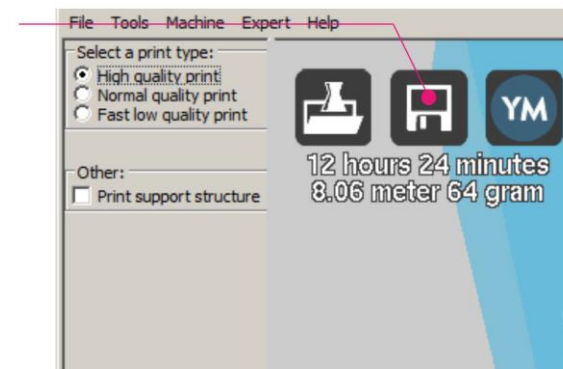 File Tools Machine Expert Help
Select a print type:
High quality print
Normal quality print
Fast low quality print
Other:
Print support structure
YM
12 hours 24 minutes
8.06 meter 64 gram